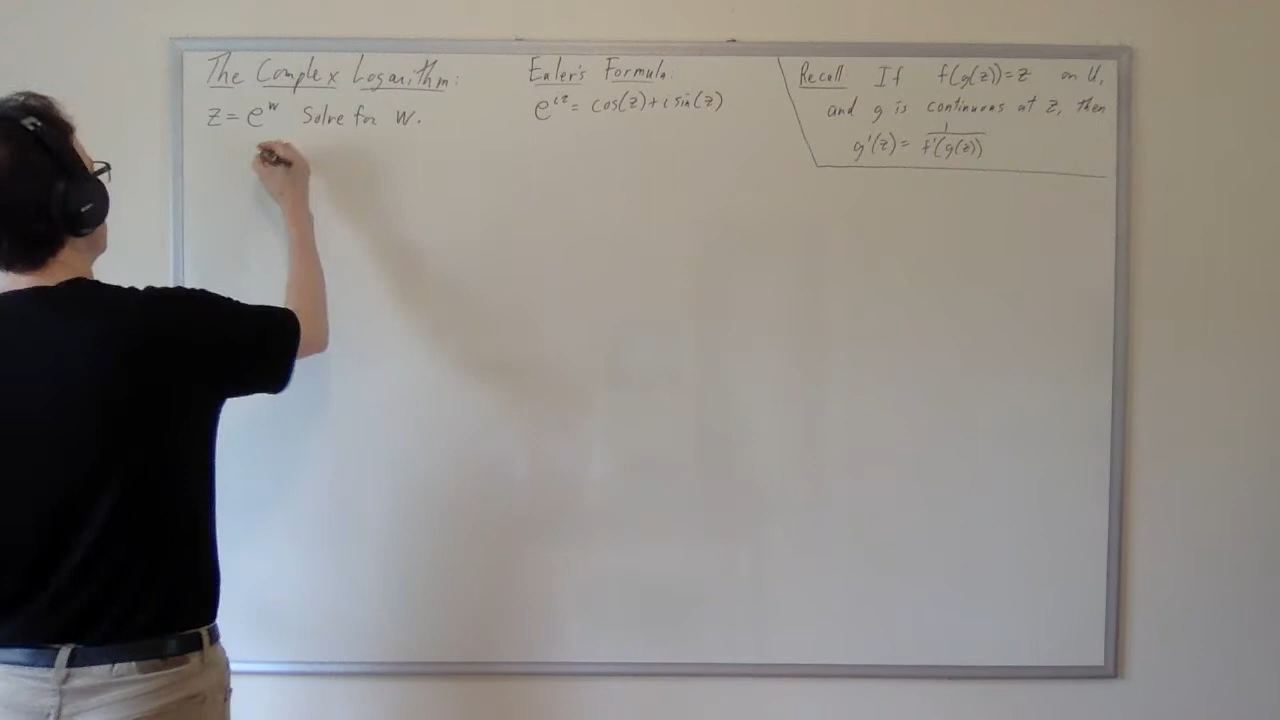 The Complex Logarithm:
z = e^w Solve for w.
Euler's Formula:
e^{iz} = cos(z) + i sin(z)
Recall If f(g(z)) = z on U,
and g is continuous at z, then
g'(z) = 1/f'(g(z))